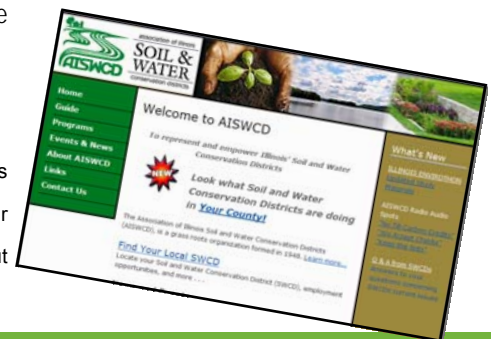 e
s
r
ut
AISWCD
association of illinois
SOIL &
WATER
conservation districts
Home
Guide
Programs
Events & News
About AISWCD
Links
Contact Us
Welcome to AISWCD
To represent and empower Illinois' Soil and Water
Conservation Districts
NEW
Look what Soil and Water
Conservation Districts are doing
in Your County!
The Association of Illinois Soil and Water Conservation Districts
(AISWCD), is a grass roots organization formed in 1948. Learn more...
Find Your Local SWCD
Locate your Soil and Water Conservation District (SWCD), employment
opportunities, and more . . .
What's New
ILLINOIS ENVIROTHON
AISWCD Radio Audio
Spots
Q & A from SWCDs